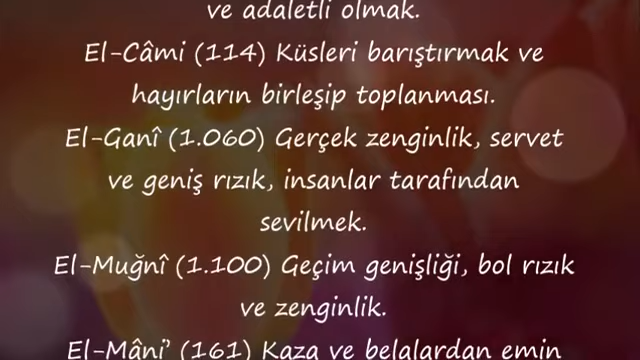 ve adaletli olmak.
El-Câmi (114) Küsleri barıştırmak ve
hayırların birleşip toplanması.
El-Ganî (1.060) Gerçek zenginlik, servet
ve geniş rızık, insanlar tarafından
sevilmek.
El-Muğnî (1.100) Geçim genişliği, bol rızık
ve zenginlik.
El-Mâni’ (161) Kaza ve belalardan emin